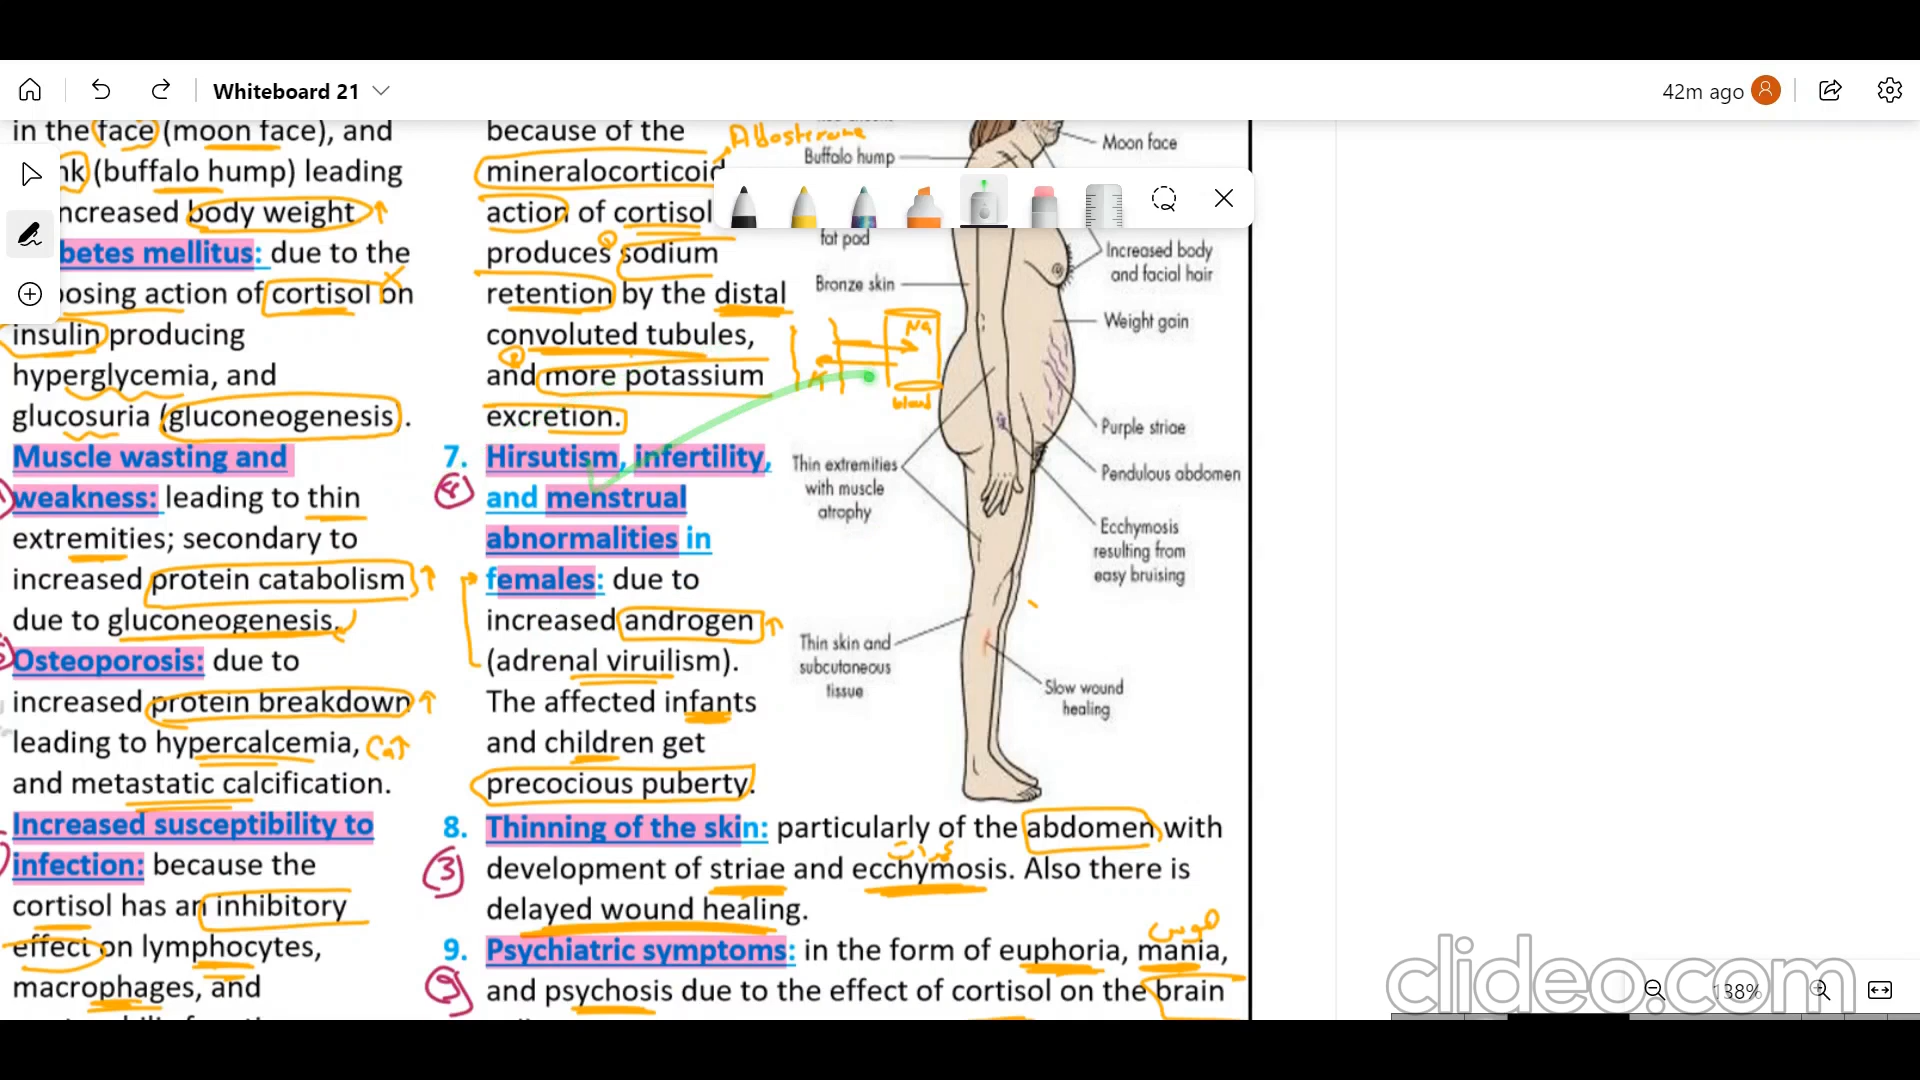 Whiteboard 21
42m ago
in the face (moon face), and
(buffalo hump) leading
ncreased body weight ↑
betes mellitus: due to the
posing action of cortisol on
insulin producing
hyperglycemia, and
glucosuria (gluconeogenesis).
Muscle wasting and
weakness: leading to thin
extremities; secondary to
increased protein catabolism ↑
due to gluconeogenesis.
Osteoporosis: due to
increased protein breakdown ↑
leading to hypercalcemia, Ca↑
and metastatic calcification.
Increased susceptibility to
infection: because the
cortisol has an inhibitory
effect on lymphocytes,
macrophages, and
because of the
mineralocorticoid
action of cortisol
produces sodium
retention by the distal
convoluted tubules,
and more potassium
excretion.
7. Hirsutism, infertility,
and menstrual
abnormalities in
females: due to
increased androgen ↑
(adrenal viruilism).
The affected infants
and children get
precocious puberty.
8. Thinning of the skin: particularly of the abdomen with
development of striae and ecchymosis. Also there is
delayed wound healing.
③
9. Psychiatric symptoms: in the form of euphoria, mania,
and psychosis due to the effect of cortisol on the brain
Buffalo hump
Moon face
fat pad
Increased body
and facial hair
Bronze skin
Weight gain
Na
blood
Purple striae
Thin extremities
with muscle
atrophy
Pendulous abdomen
Ecchymosis
resulting from
easy bruising
Thin skin and
subcutaneous
tissue
Slow wound
healing
clideo.com
138%